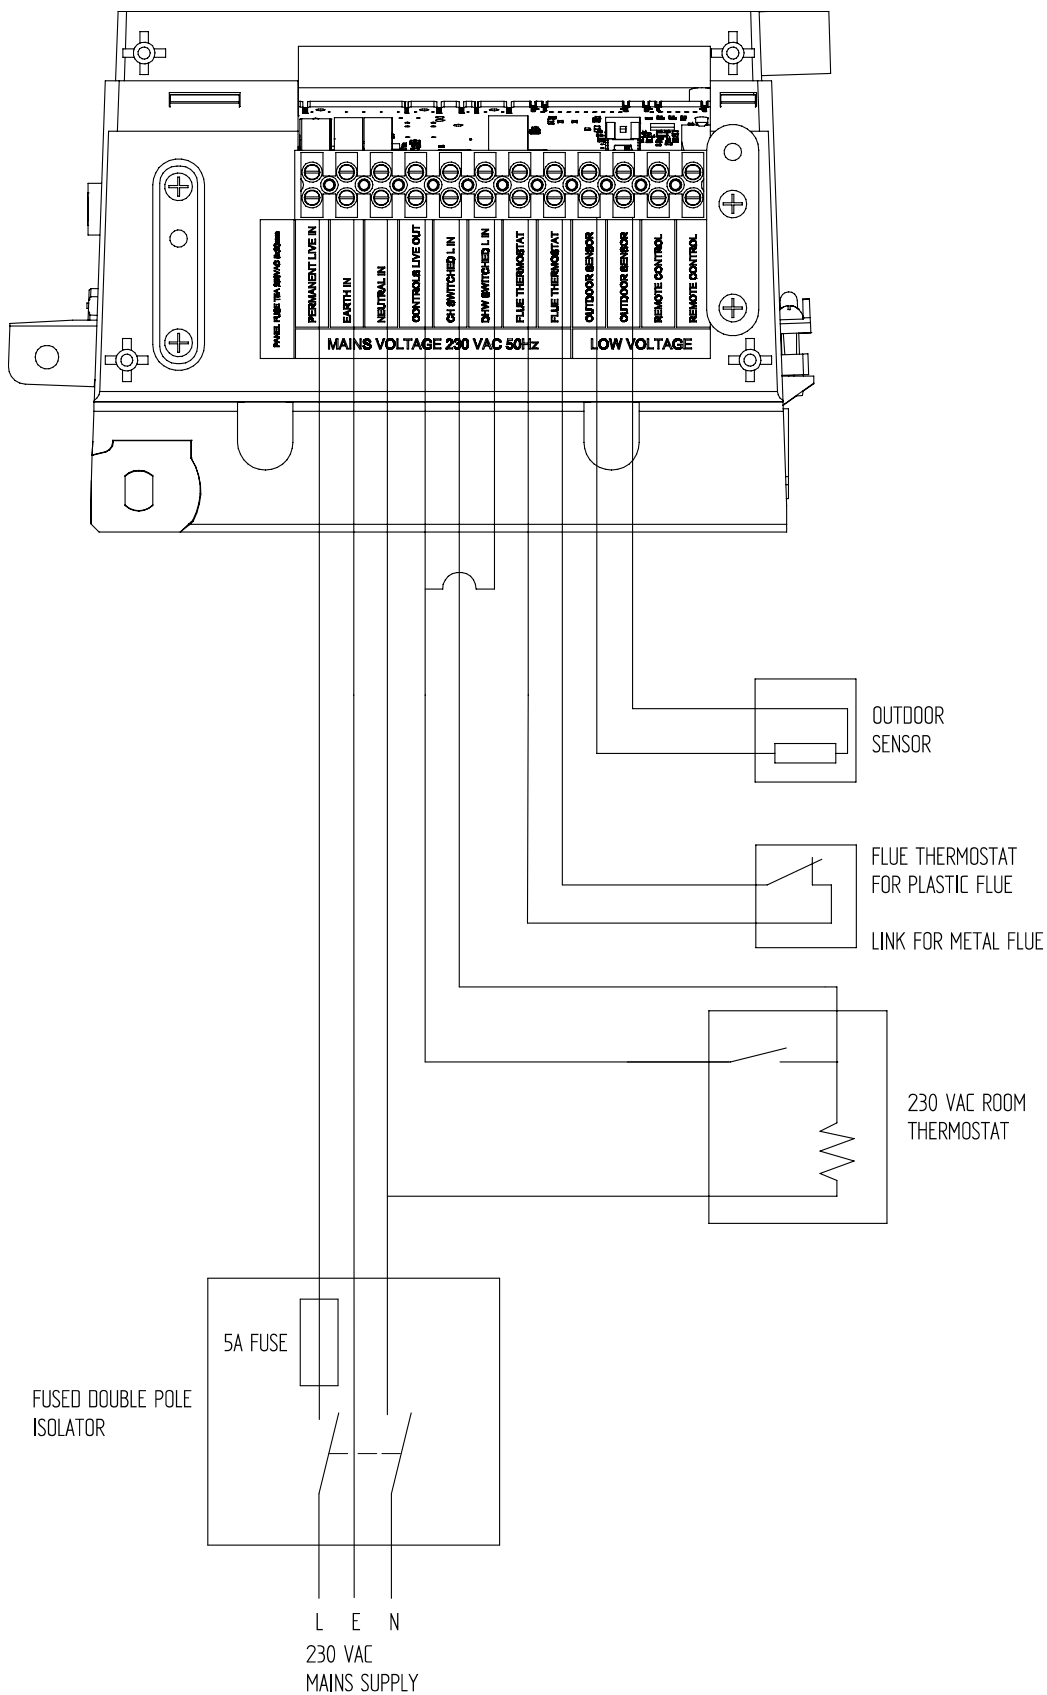 PERMANENT LIVE IN
EARTH IN
NEUTRAL IN
CONTROLS LIVE OUT
CH SWITCHED L IN
DHW SWITCHED L IN
FLUE THERMOSTAT
FLUE THERMOSTAT
OUTDOOR SENSOR
OUTDOOR SENSOR
REMOTE CONTROL
REMOTE CONTROL
MAINS VOLTAGE 230 VAC 50Hz
LOW VOLTAGE
OUTDOOR
SENSOR
FLUE THERMOSTAT
FOR PLASTIC FLUE
LINK FOR METAL FLUE
230 VAC ROOM
THERMOSTAT
5A FUSE
FUSED DOUBLE POLE
ISOLATOR
L E N
230 VAC
MAINS SUPPLY